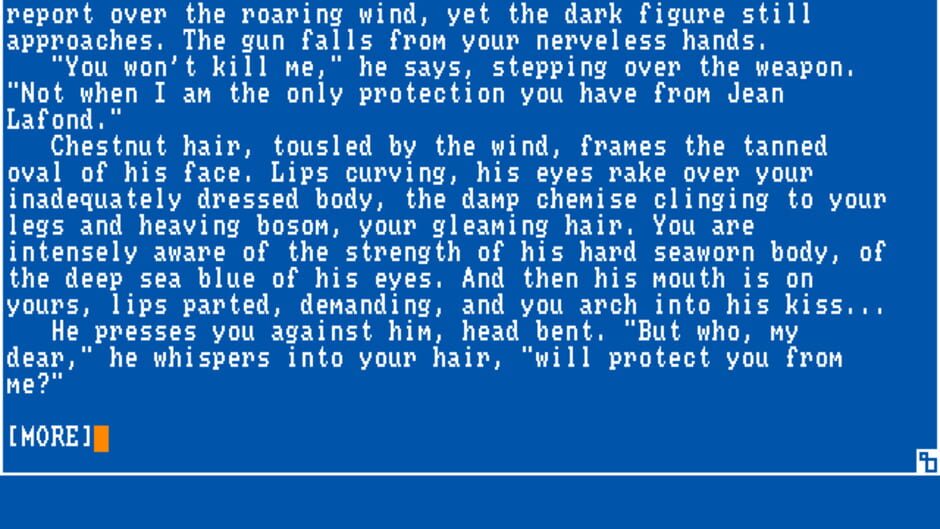 report over the roaring wind, yet the dark figure still
approaches. The gun falls from your nerveless hands.
"You won't kill me," he says, stepping over the weapon.
"Not when I am the only protection you have from Jean
Lafond."
Chestnut hair, tousled by the wind, frames the tanned
oval of his face. Lips curving, his eyes rake over your
inadequately dressed body, the damp chemise clinging to your
legs and heaving bosom, your gleaming hair. You are
intensely aware of the strength of his hard seaworn body, of
the deep sea blue of his eyes. And then his mouth is on
yours, lips parted, demanding, and you arch into his kiss...
He presses you against him, head bent. "But who, my
dear," he whispers into your hair, "will protect you from
me?"
[MORE]